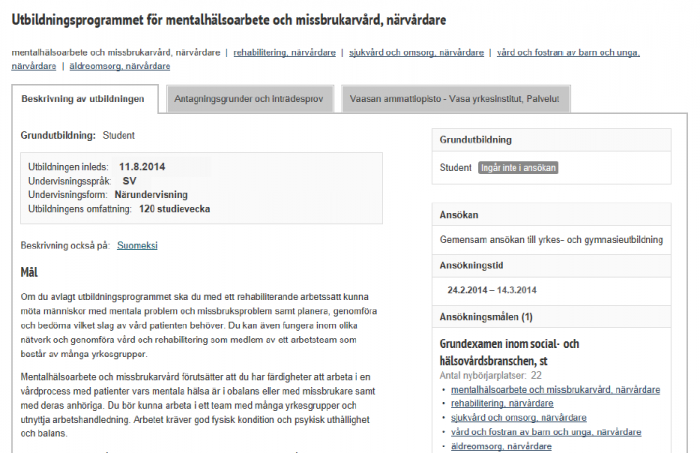 Utbildningsprogrammet för mentalhälsoarbete och missbrukarvård, närvårdare
mentalhälsoarbete och missbrukarvård, närvårdare | rehabilitering, närvårdare | sjukvård och omsorg, närvårdare | vård och fostran av barn och unga,
närvårdare | äldreomsorg, närvårdare
Beskrivning av utbildningen
Antagningsgrunder och Inträdesprov
Vaasan ammattiopisto - Vasa yrkesinstitut, Palvelut
Grundutbildning: Student
Utbildningen inleds: 11.8.2014
Undervisningsspråk: SV
Undervisningsform: Närundervisning
Utbildningens omfattning: 120 studievecka
Beskrivning också på: Suomeksi
Mål
Om du avlagt utbildningsprogrammet ska du med ett rehabiliterande arbetssätt kunna
möta människor med mentala problem och missbruksproblem samt planera, genomföra
och bedöma vilket slag av vård patienten behöver. Du kan även fungera inom olika
nätverk och genomföra vård och rehabilitering som medlem av ett arbetsteam som
består av många yrkesgrupper.
Mentalhälsoarbete och missbrukarvård förutsätter att du har färdigheter att arbeta i en
vårdprocess med patienter vars mentala hälsa är i obalans eller med missbrukare samt
med deras anhöriga. Du bör kunna arbeta i ett team med många yrkesgrupper och
utnyttja arbetshandledning. Arbetet kräver god fysisk kondition och psykisk uthållighet
och balans.
Grundutbildning
Student Ingår inte i ansökan
Ansökan
Gemensam ansökan till yrkes- och gymnasieutbildning
Ansökningstid
24.2.2014 – 14.3.2014
Ansökningsmålen (1)
Grundexamen inom social- och
hälsovårdsbranschen, st
Antal nybörjarplatser: 22
• mentalhälsoarbete och missbrukarvård, närvårdare
• rehabilitering, närvårdare
• sjukvård och omsorg, närvårdare
• vård och fostran av barn och unga, närvårdare
• äldreomsorg, närvårdare